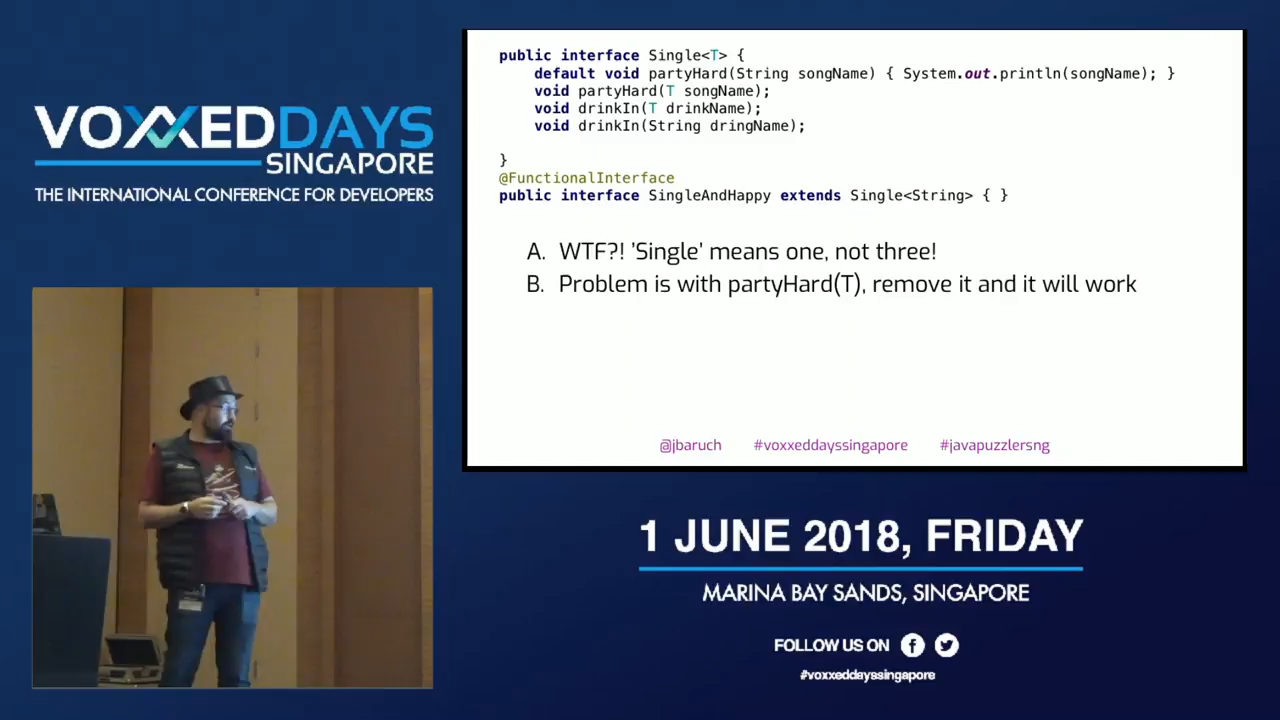 VOXXEDDAYS
SINGAPORE
THE INTERNATIONAL CONFERENCE FOR DEVELOPERS
public interface Single<T> {
default void partyHard(String songName) { System.out.println(songName); }
void partyHard(T songName);
void drinkIn(T drinkName);
void drinkIn(String dringName);
}
@FunctionalInterface
public interface SingleAndHappy extends Single<String> { }
A. WTF?! 'Single' means one, not three!
B. Problem is with partyHard(T), remove it and it will work
@jbaruch #voxxeddayssingapore #javapuzzlersng
1 JUNE 2018, FRIDAY
MARINA BAY SANDS, SINGAPORE
FOLLOW US ON
#voxxeddayssingapore